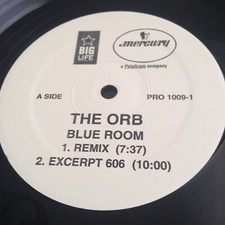 BIG
LIFE
mercury
a PolyGram company
A SIDE
PRO 1009-1
THE ORB
BLUE ROOM
1. REMIX (7:37)
2. EXCERPT 606 (10:00)